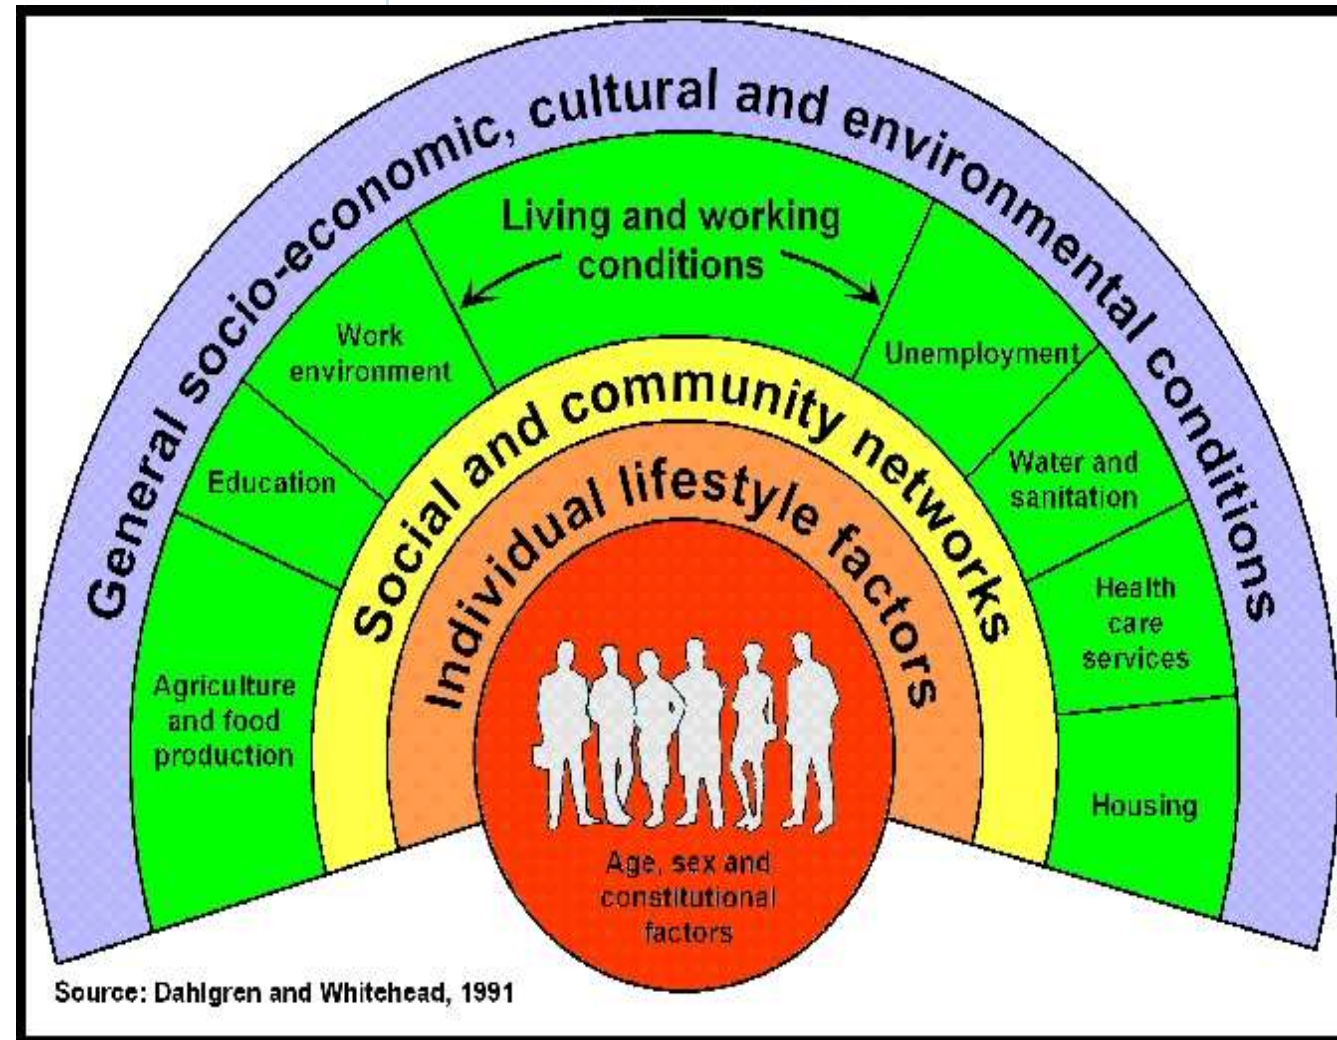 General socio-economic, cultural and environmental conditions
Living and working
conditions
Work
environment
Unemployment
Education
Water and
sanitation
Agriculture
and food
production
Health
care
services
Housing
Social and community networks
Individual lifestyle factors
Age, sex and
constitutional
factors
Source: Dahlgren and Whitehead, 1991